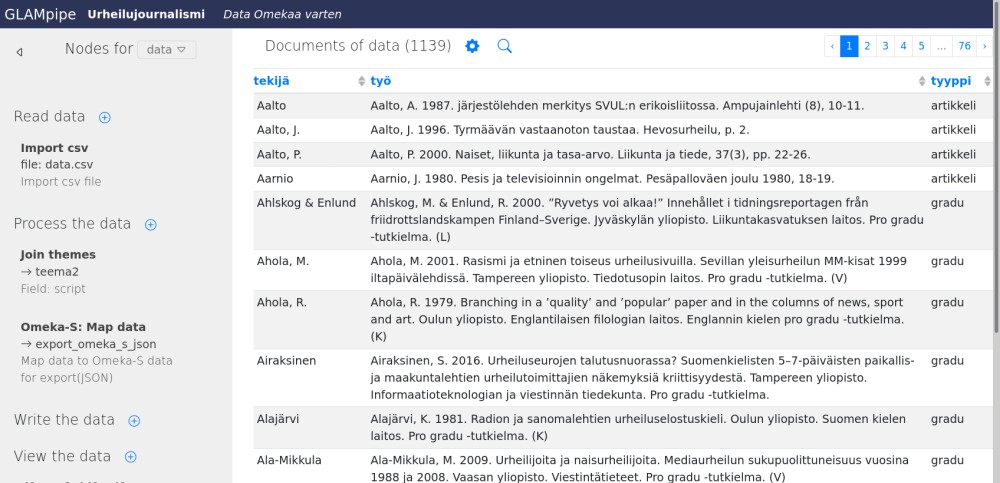 GLAMpipe Urheilujournalismi Data Omekaa varten
Nodes for data
Read data
Import csv
file: data.csv
Import csv file
Process the data
Join themes
→ teema2
Field: script
Omeka-S: Map data
→ export_omeka_s_json
Map data to Omeka-S data
for export(JSON)
Write the data
View the data
Documents of data (1139)
‹ 1 2 3 4 5 ... 76 ›
tekijä työ tyyppi
Aalto Aalto, A. 1987. järjestölehden merkitys SVUL:n erikoisliitossa. Ampujainlehti (8), 10-11. artikkeli
Aalto, J. Aalto, J. 1996. Tyrmäävän vastaanoton taustaa. Hevosurheilu, p. 2. artikkeli
Aalto, P. Aalto, P. 2000. Naiset, liikunta ja tasa-arvo. Liikunta ja tiede, 37(3), pp. 22-26. artikkeli
Aarnio Aarnio, J. 1980. Pesis ja televisioinnin ongelmat. Pesäpalloväen joulu 1980, 18-19. artikkeli
Ahlskog & Enlund Ahlskog, M. & Enlund, R. 2000. ”Ryvetys voi alkaa!” Innehållet i tidningsreportagen från gradu
friidrottslandskampen Finland–Sverige. Jyväskylän yliopisto. Liikuntakasvatuksen laitos. Pro gradu
-tutkielma. (L)
Ahola, M. Ahola, M. 2001. Rasismi ja etninen toiseus urheilusivuilla. Sevillan yleisurheilun MM-kisat 1999 gradu
iltapäivälehdissä. Tampereen yliopisto. Tiedotusopin laitos. Pro gradu -tutkielma. (V)
Ahola, R. Ahola, R. 1979. Branching in a ’quality’ and ’popular’ paper and in the columns of news, sport gradu
and art. Oulun yliopisto. Englantilaisen filologian laitos. Englannin kielen pro gradu -tutkielma.
(K)
Airaksinen Airaksinen, S. 2016. Urheiluseurojen talutusnuorassa? Suomenkielisten 5–7-päiväisten paikallis- gradu
ja maakuntalehtien urheilutoimittajien näkemyksiä kriittisyydestä. Tampereen yliopisto.
Informaatioteknologian ja viestinnän tiedekunta. Pro gradu -tutkielma.
Alajärvi Alajärvi, K. 1981. Radion ja sanomalehtien urheiluselostuskieli. Oulun yliopisto. Suomen kielen gradu
laitos. Pro gradu -tutkielma. (K)
Ala-Mikkula Ala-Mikkula, M. 2009. Urheilijoita ja naisurheilijoita. Mediaurheilun sukupuolittuneisuus vuosina gradu
1988 ja 2008. Vaasan yliopisto. Viestintätieteet. Pro gradu -tutkielma. (V)